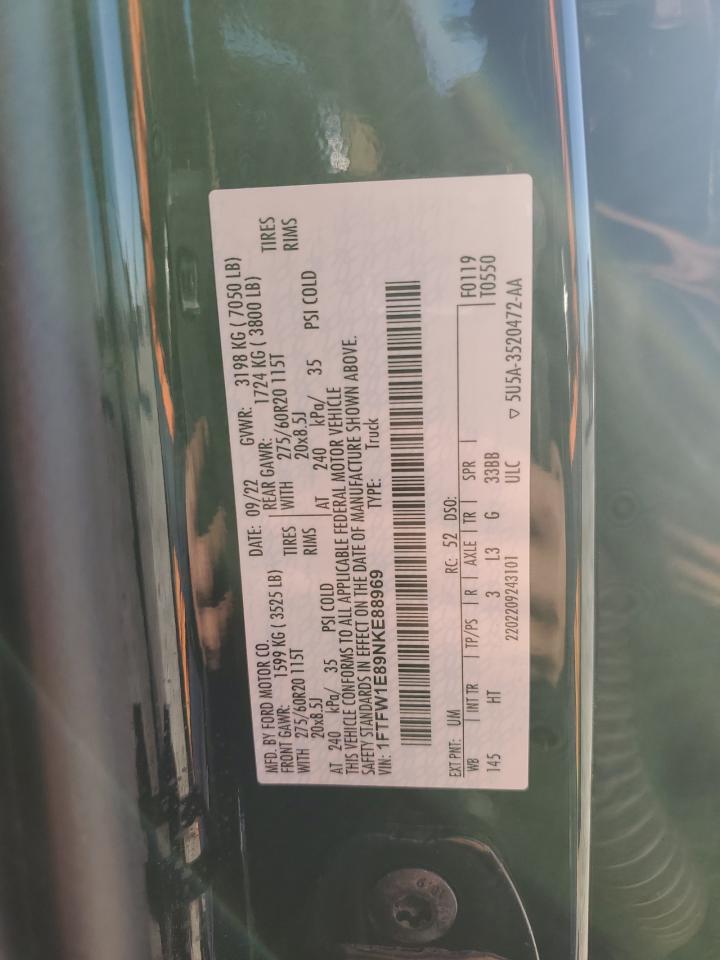 MFD. BY FORD MOTOR CO.
DATE: 09/22 GVWR: 3198 KG ( 7050 LB)
FRONT GAWR: 1599 KG ( 3525 LB)
REAR GAWR: 1724 KG ( 3800 LB)
WITH 275/60R20 115T TIRES
WITH 275/60R20 115T TIRES
20x8.5J RIMS
20x8.5J RIMS
AT 240 kPa/ 35 PSI COLD
AT 240 kPa/ 35 PSI COLD
THIS VEHICLE CONFORMS TO ALL APPLICABLE FEDERAL MOTOR VEHICLE
SAFETY STANDARDS IN EFFECT ON THE DATE OF MANUFACTURE SHOWN ABOVE.
VIN: 1FTFW1E89NKE88969
TYPE: Truck
EXT PNT: UM RC: 52 DSO:
F0119
WB INT TR TP/PS R AXLE TR SPR
T0550
145 HT 3 L3 G 33BB
2202209243101 ULC
▽ 5U5A-3520472-AA